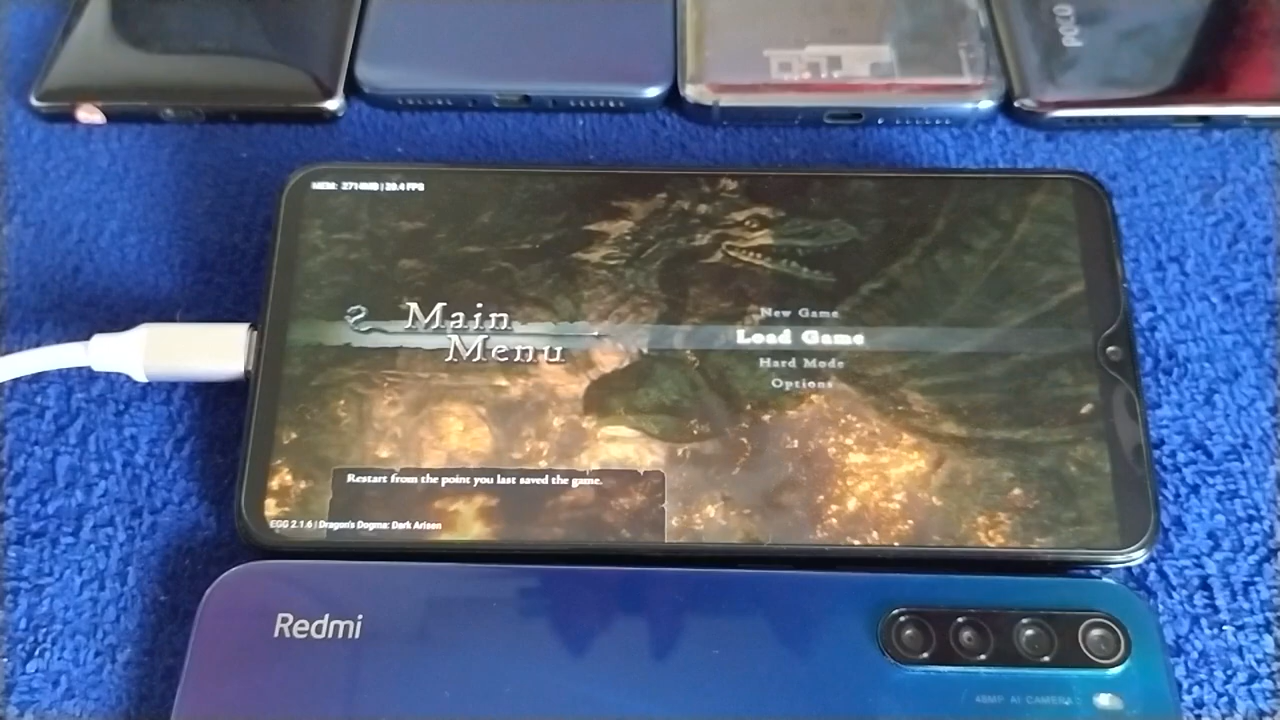 POCO
MEM: 2714MB | 29.4 FPS
Main
Menu
New Game
Load Game
Hard Mode
Options
Restart from the point you last saved the game.
EGG 2.1.6 | Dragon's Dogma: Dark Arisen
Redmi
48MP AI CAMERA